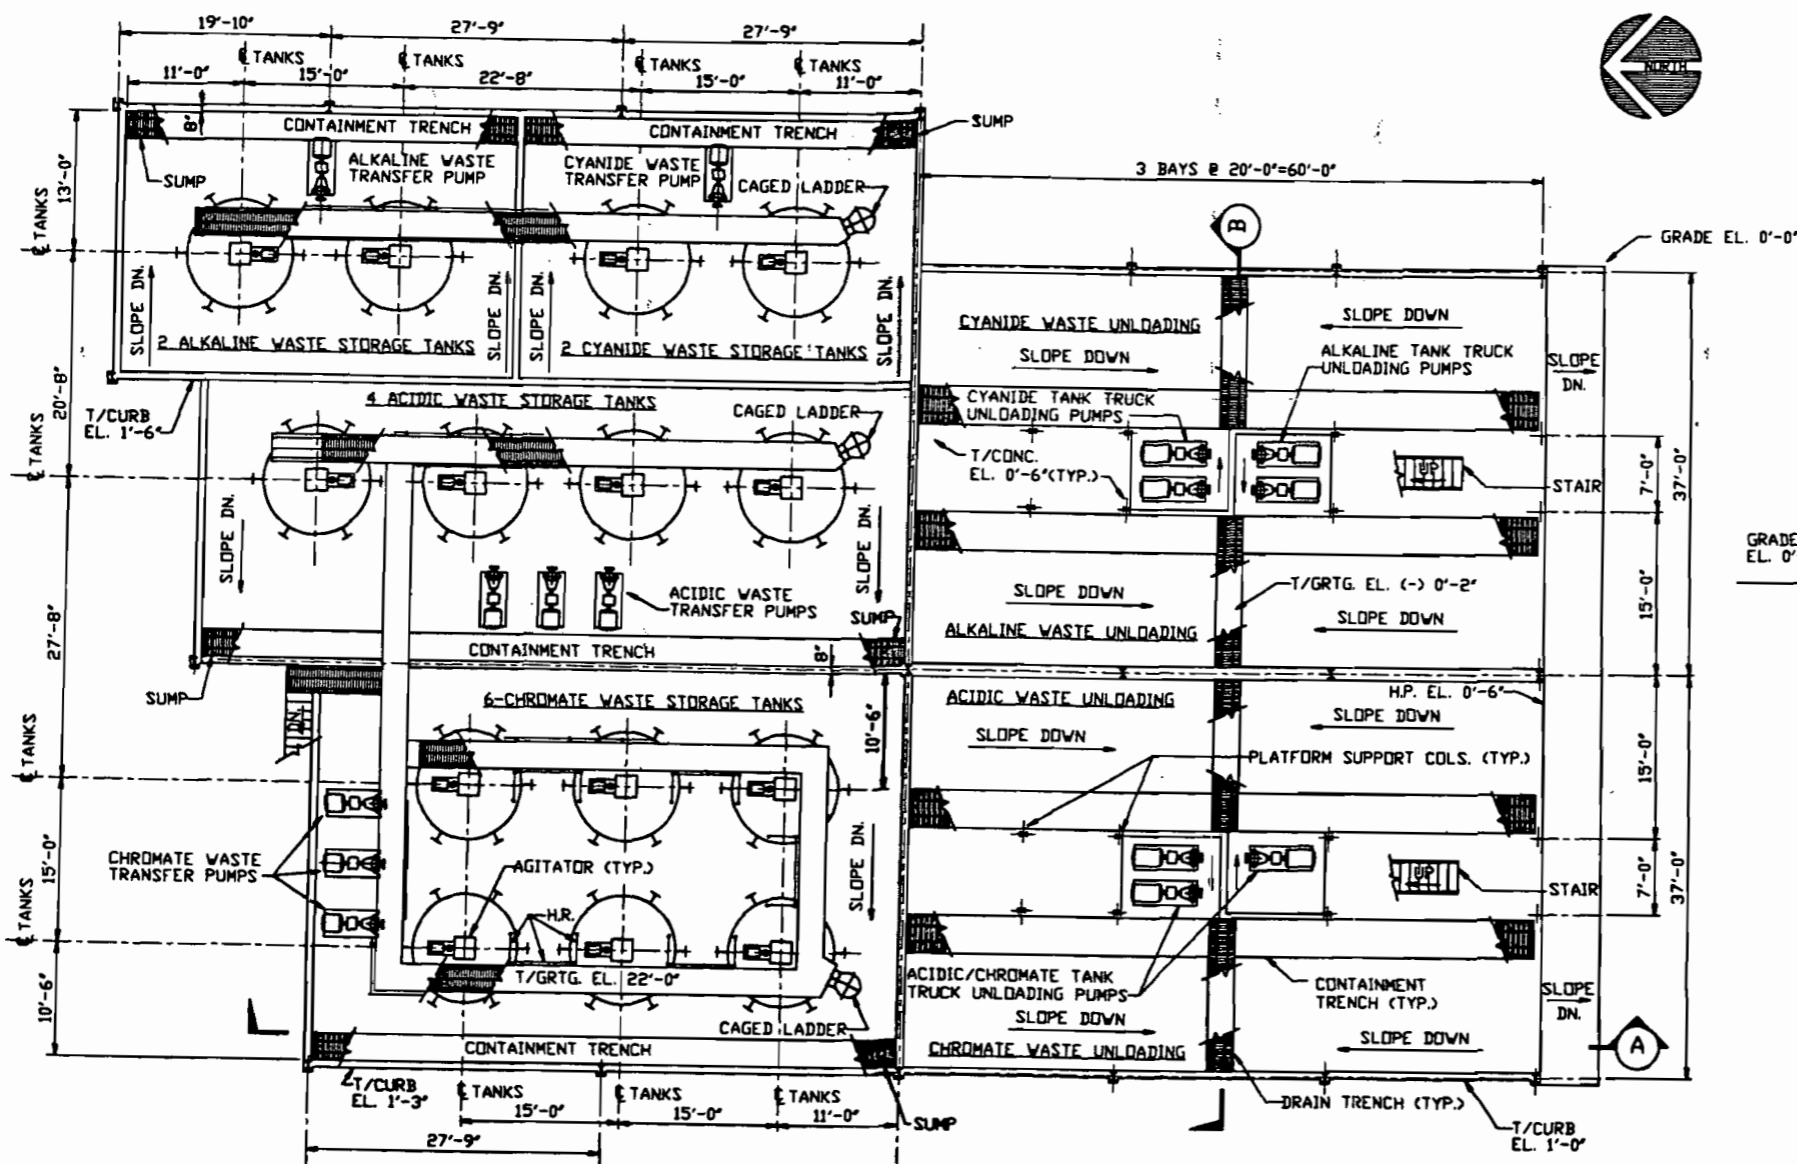 19'-10"
27'-9"
27'-9"
℄ TANKS
℄ TANKS
℄ TANKS
℄ TANKS
11'-0"
15'-0"
22'-8"
15'-0"
11'-0"
NORTH
8"
CONTAINMENT TRENCH
CONTAINMENT TRENCH
SUMP
13'-0"
℄ TANKS
SUMP
ALKALINE WASTE
TRANSFER PUMP
CYANIDE WASTE
TRANSFER PUMP
CAGED LADDER
3 BAYS @ 20'-0"=60'-0"
B
GRADE EL. 0'-0"
SLOPE DN.
SLOPE DN.
SLOPE DN.
SLOPE DN.
2 ALKALINE WASTE STORAGE TANKS
2 CYANIDE WASTE STORAGE TANKS
CYANIDE WASTE UNLOADING
SLOPE DOWN
SLOPE DOWN
ALKALINE TANK TRUCK
UNLOADING PUMPS
SLOPE
DN.
20'-8"
℄ TANKS
T/CURB
EL. 1'-6"
4 ACIDIC WASTE STORAGE TANKS
CAGED LADDER
CYANIDE TANK TRUCK
UNLOADING PUMPS
T/CONC.
EL. 0'-6"(TYP.)
UP
STAIR
7'-0"
37'-0"
GRADE
EL. 0'
SLOPE DN.
SLOPE DN.
ACIDIC WASTE
TRANSFER PUMPS
SLOPE DOWN
T/GRTG. EL. (-) 0'-2"
SLOPE DOWN
15'-0"
27'-8"
SUMP
ALKALINE WASTE UNLOADING
CONTAINMENT TRENCH
8"
SUMP
DN.
6-CHROMATE WASTE STORAGE TANKS
10'-6"
ACIDIC WASTE UNLOADING
H.P. EL. 0'-6"
SLOPE DOWN
SLOPE DOWN
PLATFORM SUPPORT COLS. (TYP.)
15'-0"
℄ TANKS
CHROMATE WASTE
TRANSFER PUMPS
15'-0"
AGITATOR (TYP.)
SLOPE DN.
UP
STAIR
7'-0"
37'-0"
℄ TANKS
H.R.
T/GRTG. EL. 22'-0"
ACIDIC/CHROMATE TANK
TRUCK UNLOADING PUMPS
CONTAINMENT
TRENCH (TYP.)
SLOPE
DN.
10'-6"
CAGED LADDER
SLOPE DOWN
SLOPE DOWN
CONTAINMENT TRENCH
CHROMATE WASTE UNLOADING
A
T/CURB
EL. 1'-3"
℄ TANKS
℄ TANKS
℄ TANKS
15'-0"
15'-0"
11'-0"
SUMP
DRAIN TRENCH (TYP.)
T/CURB
EL. 1'-0"
27'-9"